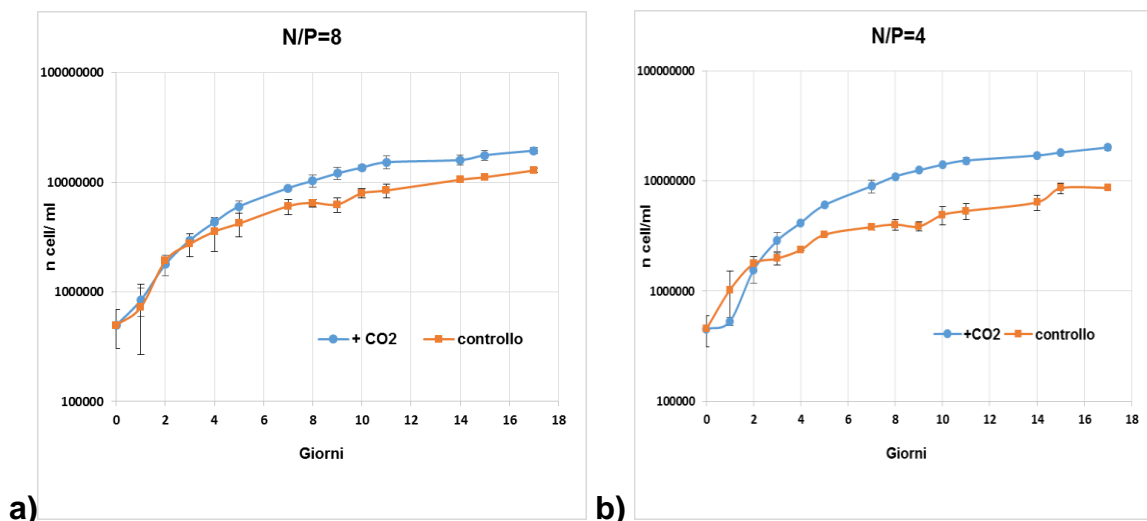 N/P=8
100000000
10000000
1000000
100000
n cell/ ml
+ CO2
controllo
0 2 4 6 8 10 12 14 16 18
Giorni
a)
N/P=4
100000000
10000000
1000000
100000
n cell/ml
+CO2
controllo
0 2 4 6 8 10 12 14 16 18
Giorni
b)